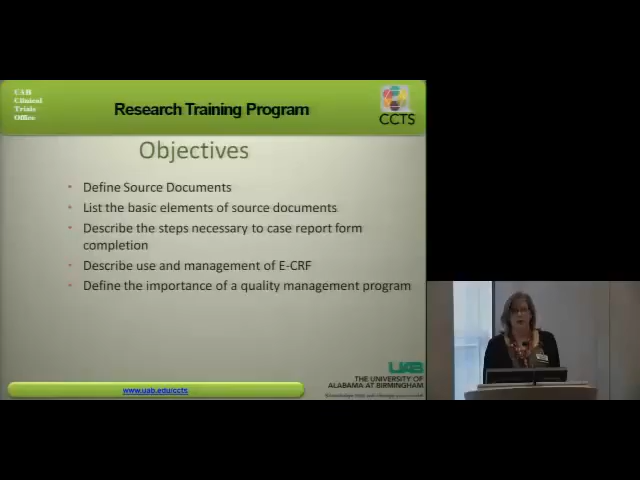 UAB
Clinical
Trials
Office
Research Training Program
CCTS
Objectives
Define Source Documents
List the basic elements of source documents
Describe the steps necessary to case report form
completion
Describe use and management of E-CRF
Define the importance of a quality management program
www.uab.edu/ccts
UAB
THE UNIVERSITY OF
ALABAMA AT BIRMINGHAM